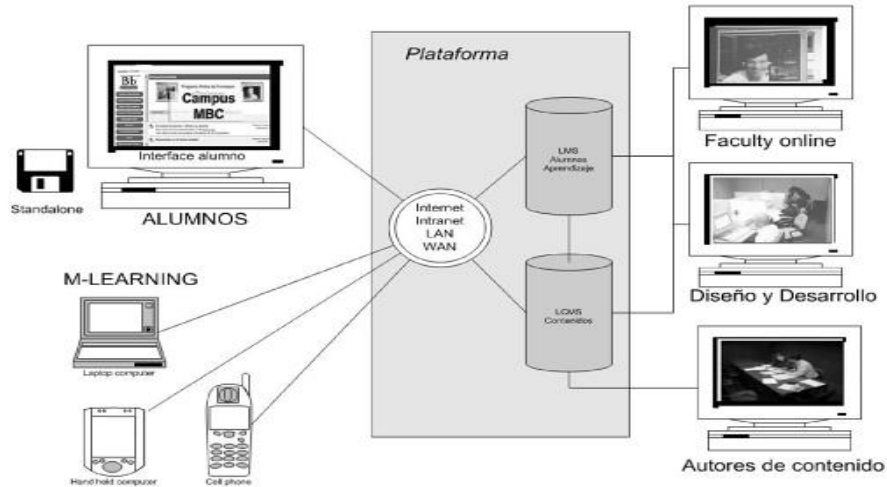 Plataforma
Bb
Campus
MBC
Interface alumno
Standalone
ALUMNOS
M-LEARNING
Laptop computer
Hand held computer
Cell phone
Internet
Intranet
LAN
WAN
LMS
Alumnos
Aprendizaje
LCMS
Contenidos
Faculty online
Diseño y Desarrollo
Autores de contenido